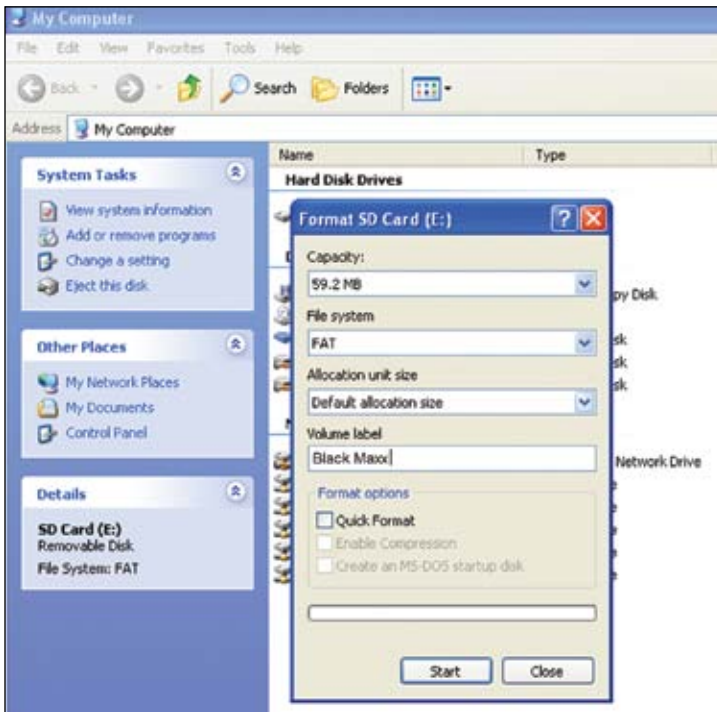 My Computer
File Edit View Favorites Tools Help
Back Search Folders
Address My Computer
Name Type
System Tasks
View system information
Add or remove programs
Change a setting
Eject this disk
Other Places
My Network Places
My Documents
Control Panel
Details
SD Card (E:)
Removable Disk
File System: FAT
Hard Disk Drives
py Disk
sk
sk
sk
Network Drive
Format SD Card (E:)
Capacity:
59.2 MB
File system
FAT
Allocation unit size
Default allocation size
Volume label
Black Maxx
Format options
Quick Format
Enable Compression
Create an MS-DOS startup disk
Start Close